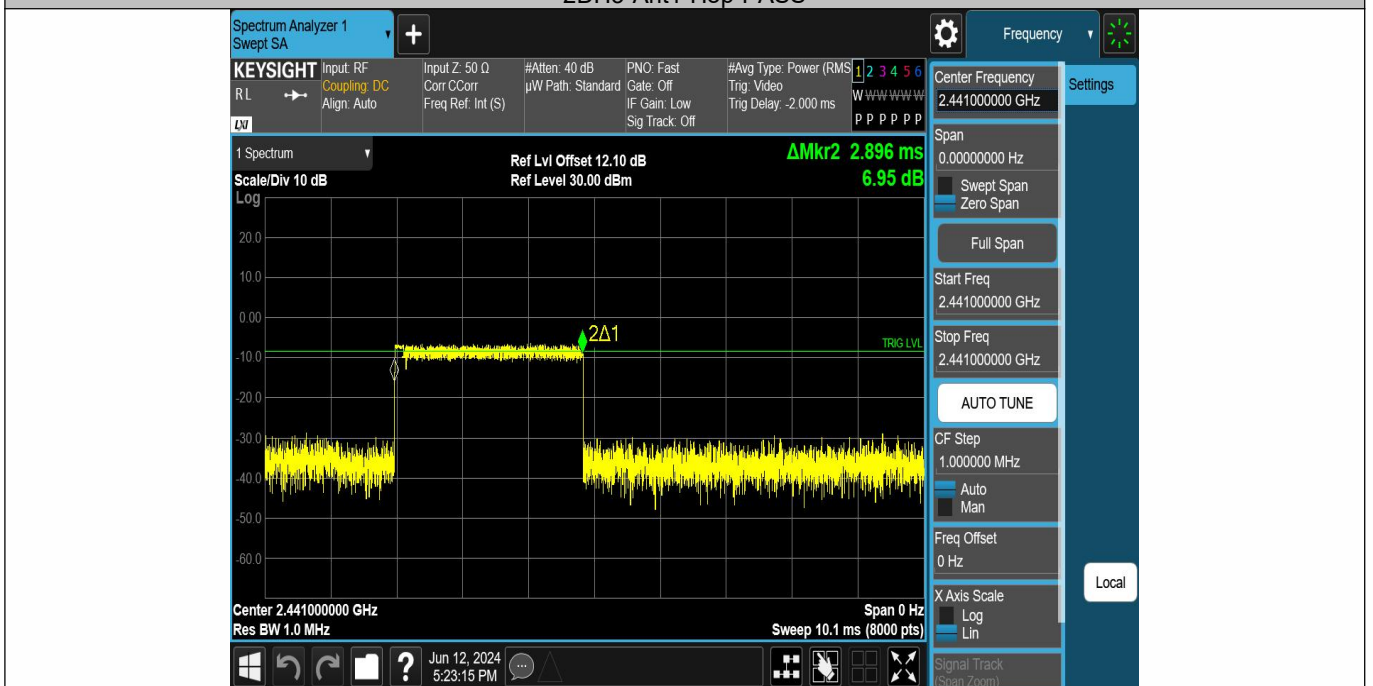 2DH5-Ant1-Hop-PASS
Spectrum Analyzer 1
Swept SA
Frequency
KEYSIGHT
R L
LXI
Input: RF
Coupling: DC
Align: Auto
Input Z: 50 Ω
Corr CCorr
Freq Ref: Int (S)
#Atten: 40 dB
µW Path: Standard
PNO: Fast
Gate: Off
IF Gain: Low
Sig Track: Off
#Avg Type: Power (RMS
Trig: Video
Trig Delay: -2.000 ms
1 2 3 4 5 6
W W W W W W
P P P P P P
1 Spectrum
Scale/Div 10 dB
Ref Lvl Offset 12.10 dB
Ref Level 30.00 dBm
ΔMkr2 2.896 ms
6.95 dB
Log
20.0
10.0
0.00
-10.0
-20.0
-30.0
-40.0
-50.0
-60.0
2Δ1
TRIG LVL
Center 2.441000000 GHz
Res BW 1.0 MHz
Span 0 Hz
Sweep 10.1 ms (8000 pts)
Jun 12, 2024
5:23:15 PM
Center Frequency
2.441000000 GHz
Span
0.00000000 Hz
Swept Span
Zero Span
Full Span
Start Freq
2.441000000 GHz
Stop Freq
2.441000000 GHz
AUTO TUNE
CF Step
1.000000 MHz
Auto
Man
Freq Offset
0 Hz
X Axis Scale
Log
Lin
Signal Track
(Span Zoom)
Settings
Local